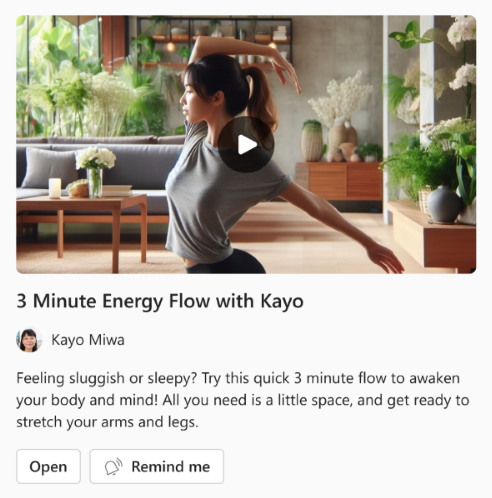 3 Minute Energy Flow with Kayo
Kayo Miwa
Feeling sluggish or sleepy? Try this quick 3 minute flow to awaken
your body and mind! All you need is a little space, and get ready to
stretch your arms and legs.
Open
Remind me